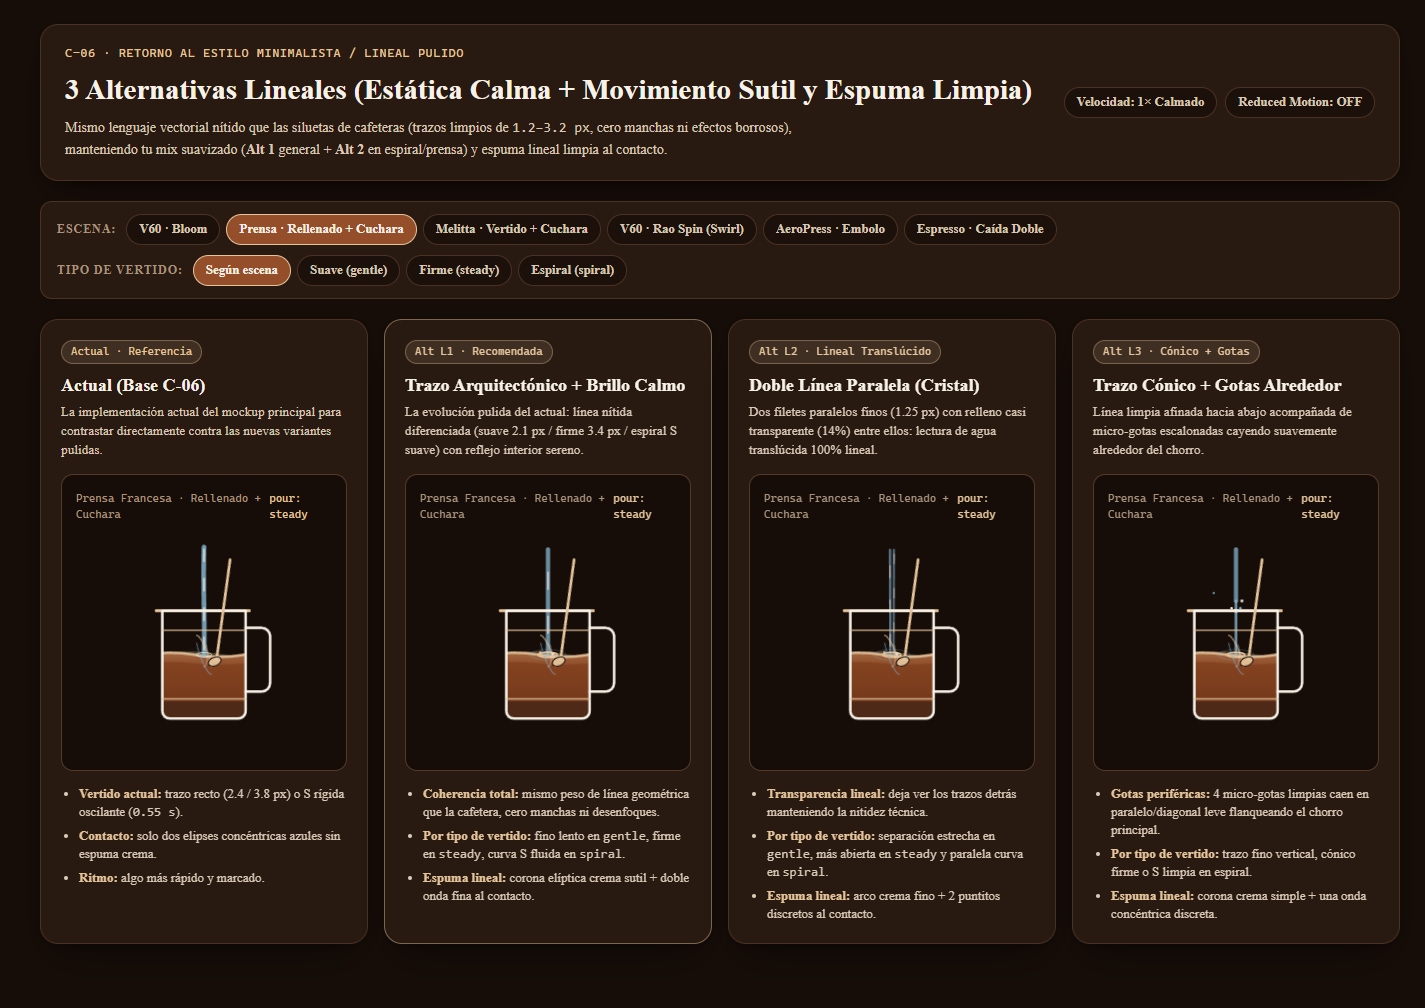 C-06 · RETORNO AL ESTILO MINIMALISTA / LINEAL PULIDO
3 Alternativas Lineales (Estática Calma + Movimiento Sutil y Espuma Limpia)
Mismo lenguaje vectorial nítido que las siluetas de cafeteras (trazos limpios de 1.2–3.2 px, cero manchas ni efectos borrosos),
manteniendo tu mix suavizado (Alt 1 general + Alt 2 en espiral/prensa) y espuma lineal limpia al contacto.
Velocidad: 1× Calmado
Reduced Motion: OFF
ESCENA:
V60 · Bloom
Prensa · Rellenado + Cuchara
Melitta · Vertido + Cuchara
V60 · Rao Spin (Swirl)
AeroPress · Embolo
Espresso · Caída Doble
TIPO DE VERTIDO:
Según escena
Suave (gentle)
Firme (steady)
Espiral (spiral)
Actual · Referencia
Actual (Base C-06)
La implementación actual del mockup principal para
contrastar directamente contra las nuevas variantes
pulidas.
Prensa Francesa · Rellenado +
Cuchara
pour:
steady
Vertido actual: trazo recto (2.4 / 3.8 px) o S rígida
oscilante (0.55 s).
Contacto: solo dos elipses concéntricas azules sin
espuma crema.
Ritmo: algo más rápido y marcado.
Alt L1 · Recomendada
Trazo Arquitectónico + Brillo Calmo
La evolución pulida del actual: línea nítida
diferenciada (suave 2.1 px / firme 3.4 px / espiral S
suave) con reflejo interior sereno.
Prensa Francesa · Rellenado +
Cuchara
pour:
steady
Coherencia total: mismo peso de línea geométrica
que la cafetera, cero manchas ni desenfoques.
Por tipo de vertido: fino lento en gentle, firme
en steady, curva S fluida en spiral.
Espuma lineal: corona elíptica crema sutil + doble
onda fina al contacto.
Alt L2 · Lineal Translúcido
Doble Línea Paralela (Cristal)
Dos filetes paralelos finos (1.25 px) con relleno casi
transparente (14%) entre ellos: lectura de agua
translúcida 100% lineal.
Prensa Francesa · Rellenado +
Cuchara
pour:
steady
Transparencia lineal: deja ver los trazos detrás
manteniendo la nitidez técnica.
Por tipo de vertido: separación estrecha en
gentle, más abierta en steady y paralela curva
en spiral.
Espuma lineal: arco crema fino + 2 puntitos
discretos al contacto.
Alt L3 · Cónico + Gotas
Trazo Cónico + Gotas Alrededor
Línea limpia afinada hacia abajo acompañada de
micro-gotas escalonadas cayendo suavemente
alrededor del chorro.
Prensa Francesa · Rellenado +
Cuchara
pour:
steady
Gotas periféricas: 4 micro-gotas limpias caen en
paralelo/diagonal leve flanqueando el chorro
principal.
Por tipo de vertido: trazo fino vertical, cónico
firme o S limpia en espiral.
Espuma lineal: corona crema simple + una onda
concéntrica discreta.